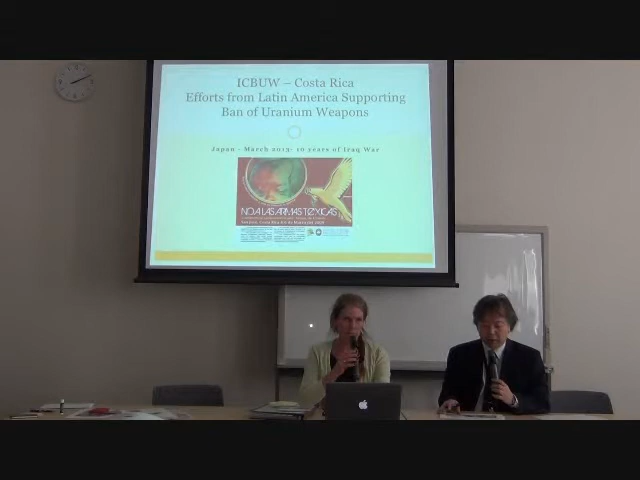 ICBUW – Costa Rica
Efforts from Latin America Supporting
Ban of Uranium Weapons
Japan - March 2013- 10 years of Iraq War
NO A LAS ARMAS TÓXICAS